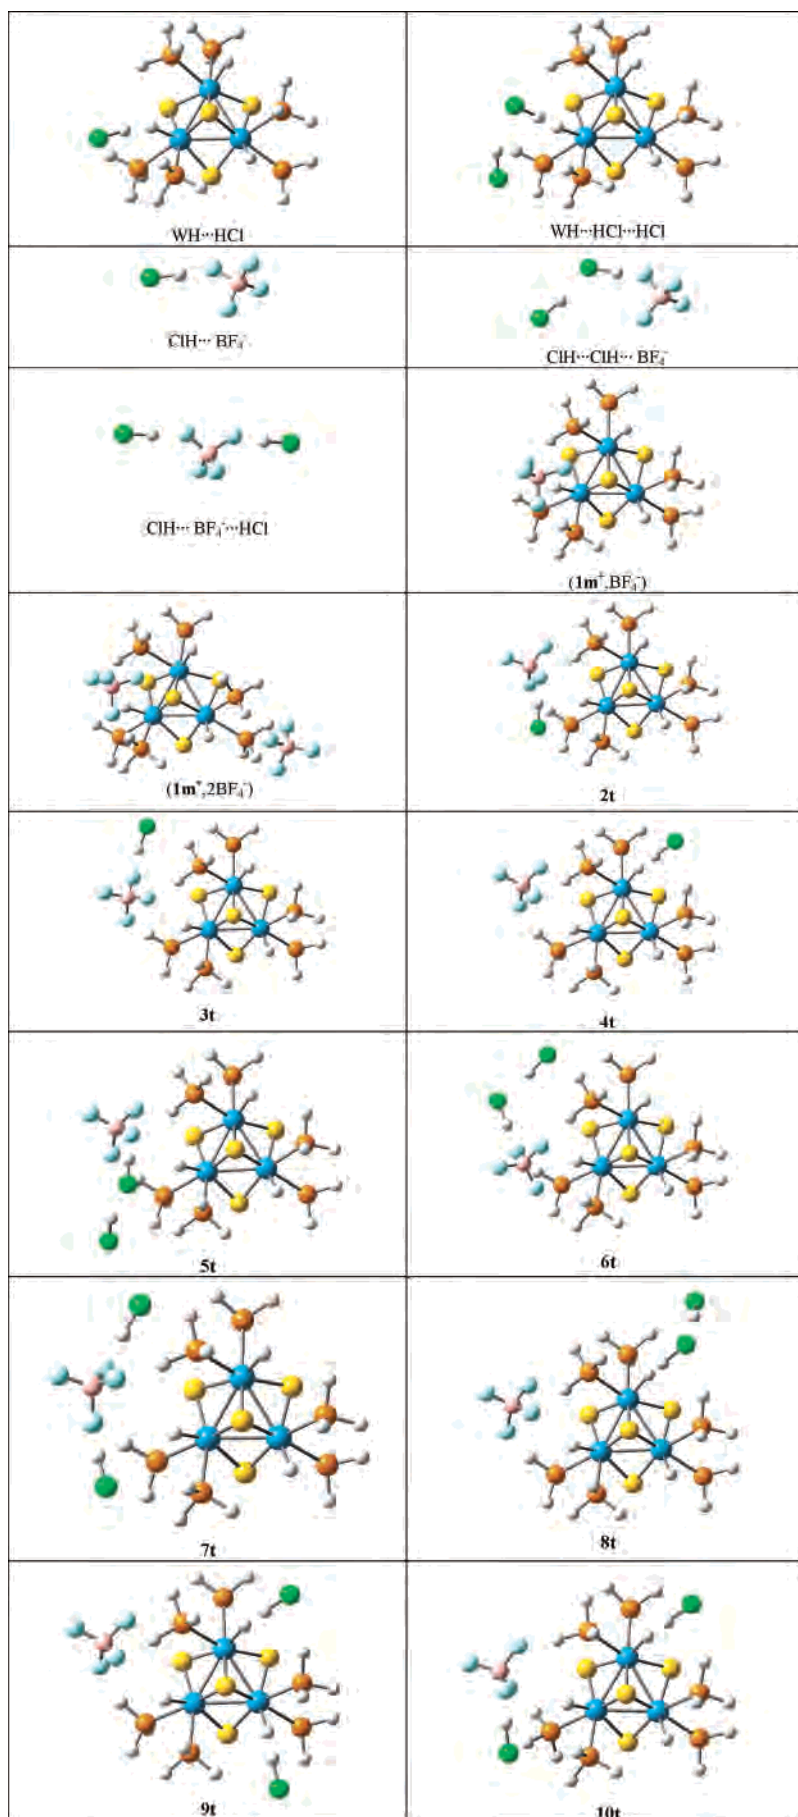 WH···HCl
WH···HCl···HCl
ClH··· BF₄⁻
ClH···ClH··· BF₄⁻
ClH··· BF₄⁻···HCl
(1m⁺,BF₄⁻)
(1m⁺,2BF₄⁻)
2t
3t
4t
5t
6t
7t
8t
9t
10t